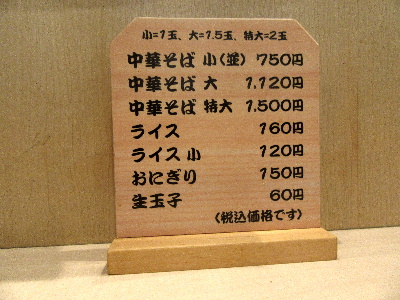 小=1玉、大=1.5玉、特大=2玉
中華そば 小(並) 750円
中華そば 大 1,120円
中華そば 特大 1,500円
ライス 160円
ライス 小 120円
おにぎり 150円
生玉子 60円
(税込価格です)